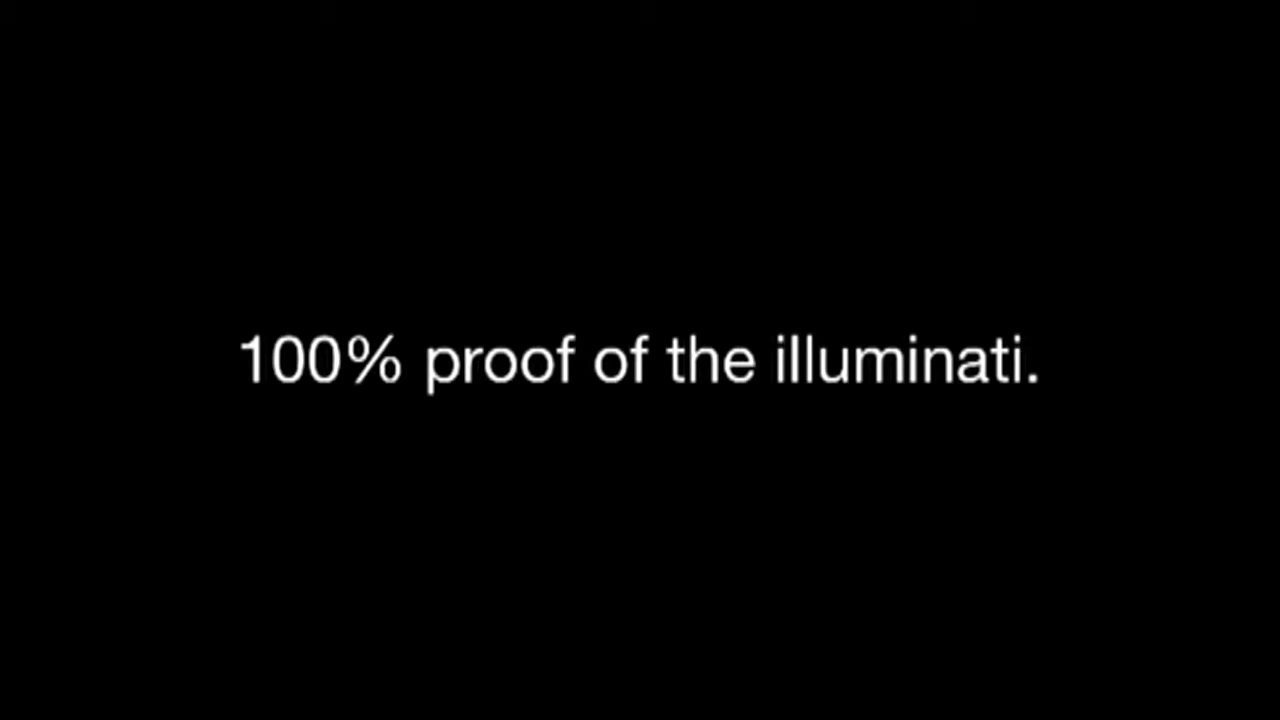 100% proof of the illuminati.